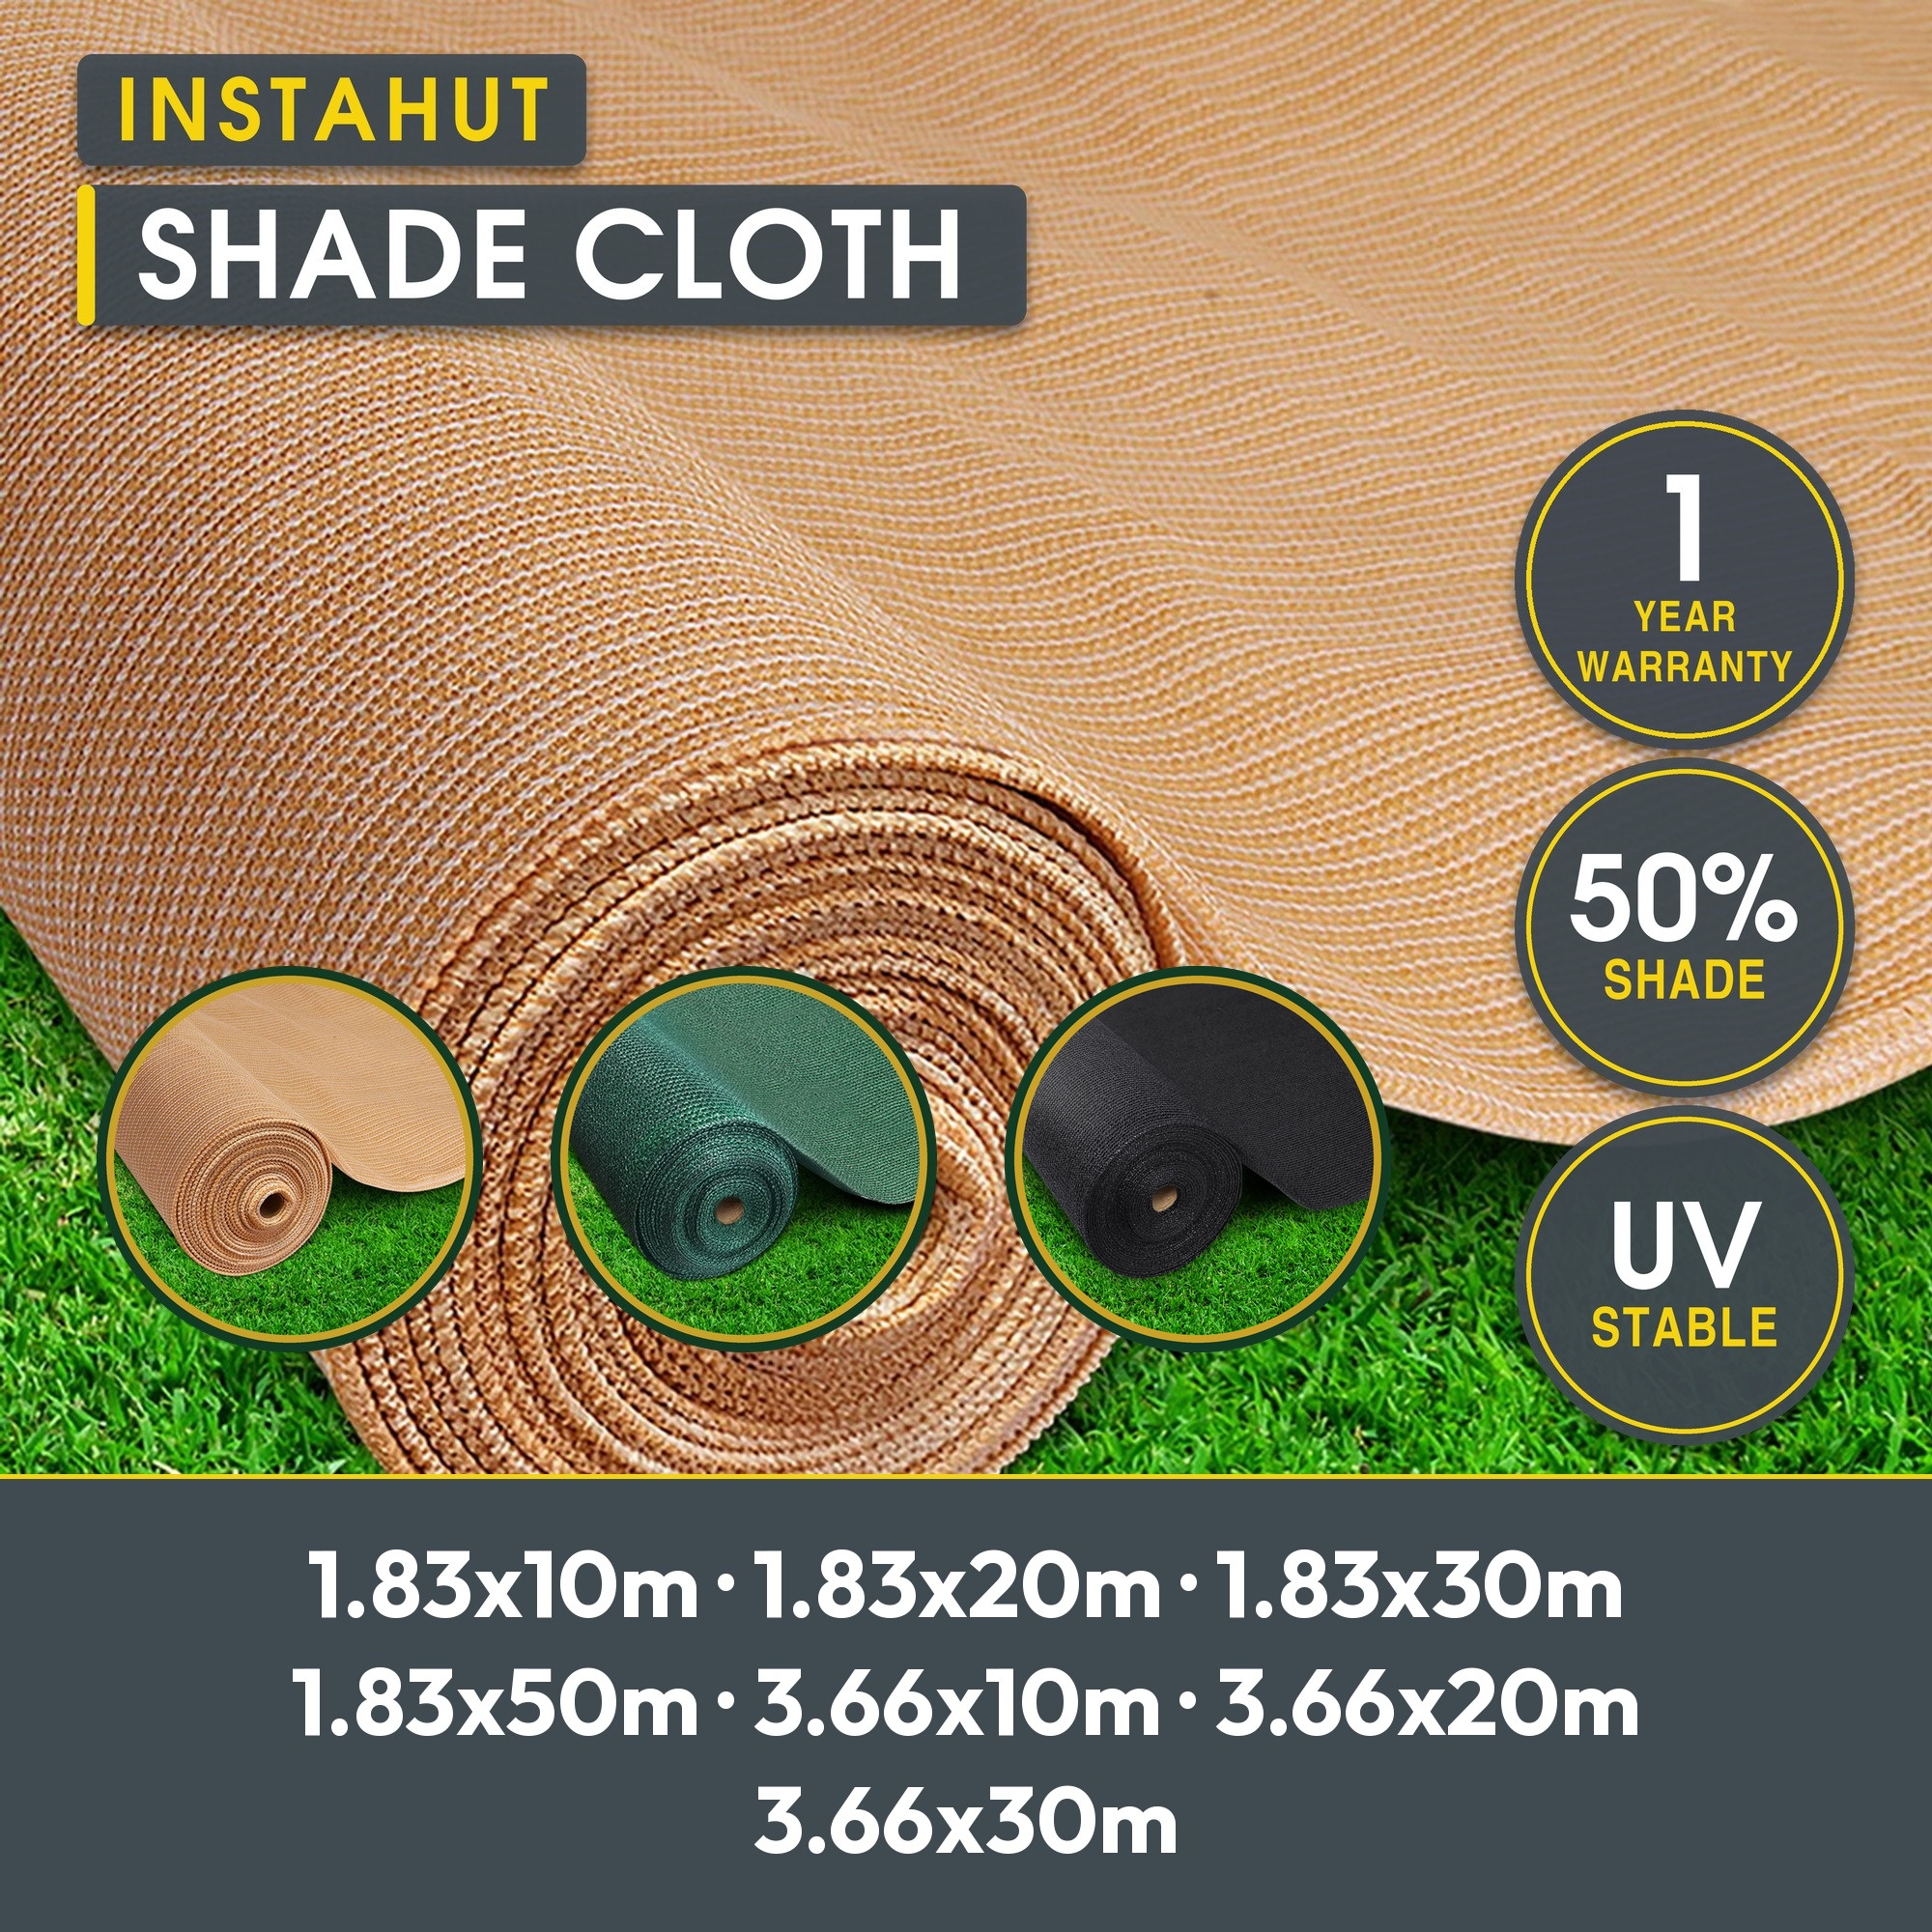 INSTAHUT
SHADE CLOTH
1
YEAR
WARRANTY
50%
SHADE
UV
STABLE
1.83x10m · 1.83x20m · 1.83x30m
1.83x50m · 3.66x10m · 3.66x20m
3.66x30m